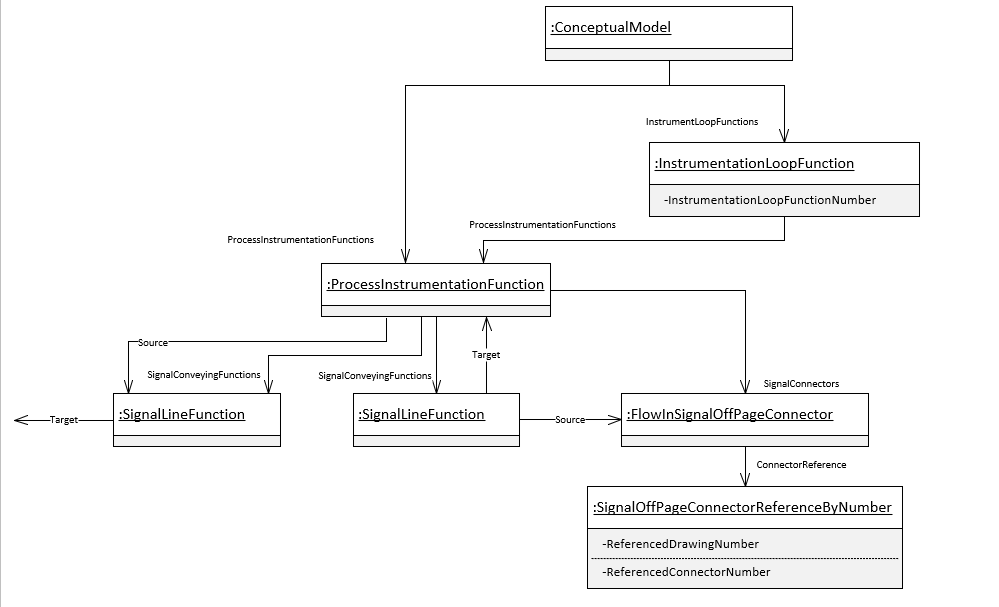 :ConceptualModel
InstrumentLoopFunctions
:InstrumentationLoopFunction
-InstrumentationLoopFunctionNumber
ProcessInstrumentationFunctions
ProcessInstrumentationFunctions
:ProcessInstrumentationFunction
Source
Target
SignalConveyingFunctions
SignalConveyingFunctions
SignalConnectors
Target
:SignalLineFunction
:SignalLineFunction
Source
:FlowInSignalOffPageConnector
ConnectorReference
:SignalOffPageConnectorReferenceByNumber
-ReferencedDrawingNumber
-ReferencedConnectorNumber